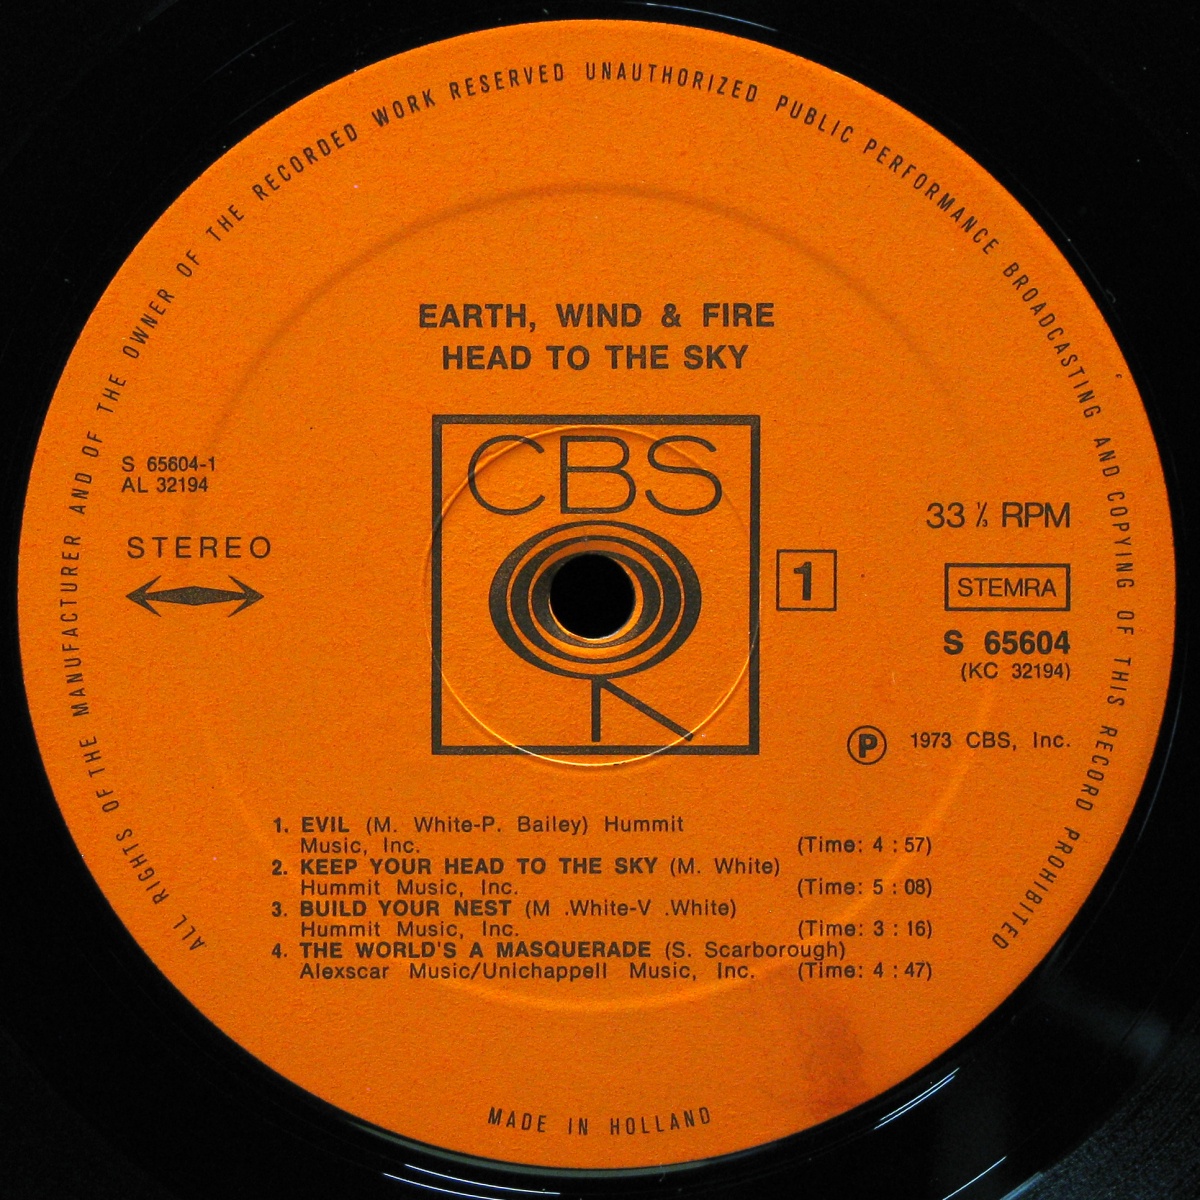 ALL RIGHTS OF THE MANUFACTURER AND OF THE OWNER OF THE RECORDED WORK RESERVED UNAUTHORIZED PUBLIC PERFORMANCE BROADCASTING AND COPYING OF THIS RECORD PROHIBITED
EARTH, WIND & FIRE
HEAD TO THE SKY
CBS
S 65604-1
AL 32194
STEREO
1
33 ⅓ RPM
STEMRA
S 65604
(KC 32194)
Ⓟ 1973 CBS, Inc.
1. EVIL (M. White-P. Bailey) Hummit
Music, Inc. (Time: 4 : 57)
2. KEEP YOUR HEAD TO THE SKY (M. White)
Hummit Music, Inc. (Time: 5 : 08)
3. BUILD YOUR NEST (M .White-V .White)
Hummit Music, Inc. (Time: 3 : 16)
4. THE WORLD'S A MASQUERADE (S. Scarborough)
Alexscar Music/Unichappell Music, Inc. (Time: 4 : 47)
MADE IN HOLLAND